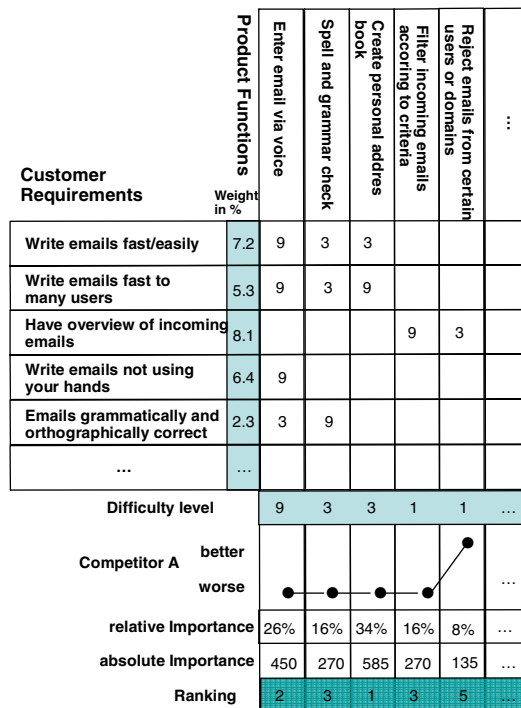 Product Functions
Enter email via voice
Spell and grammar check
Create personal addres
book
Filter incoming emails
accoring to criteria
Reject emails from certain
users or domains
...
Customer
Requirements
Weight
in %
Write emails fast/easily 7.2 9 3 3
Write emails fast to
many users 5.3 9 3 9
Have overview of incoming
emails 8.1 9 3
Write emails not using
your hands 6.4 9
Emails grammatically and
orthographically correct 2.3 3 9
... ...
Difficulty level 9 3 3 1 1 ...
Competitor A better
worse ...
relative Importance 26% 16% 34% 16% 8% ...
absolute Importance 450 270 585 270 135 ...
Ranking 2 3 1 3 5 ...